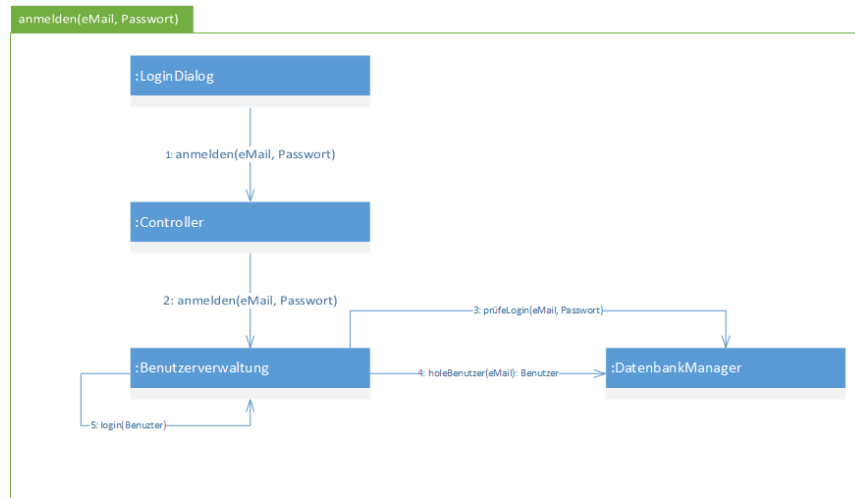 anmelden(eMail, Passwort)
:LoginDialog
1: anmelden(eMail, Passwort)
:Controller
2: anmelden(eMail, Passwort)
3: prüfeLogin(eMail, Passwort)
:Benutzerverwaltung
4: holeBenutzer(eMail): Benutzer
:DatenbankManager
5: login(Benuzter)